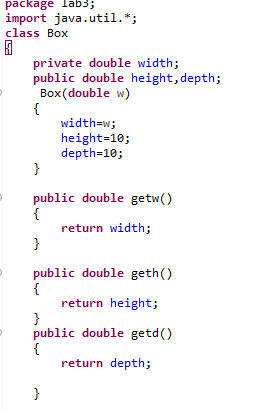 package lab3;
import java.util.*;
class Box
{
    private double width;
    public double height,depth;
     Box(double w)
    {
        width=w;
        height=10;
        depth=10;
    }

    public double getw()
    {
        return width;
    }

    public double geth()
    {
        return height;
    }
    public double getd()
    {
        return depth;

    }